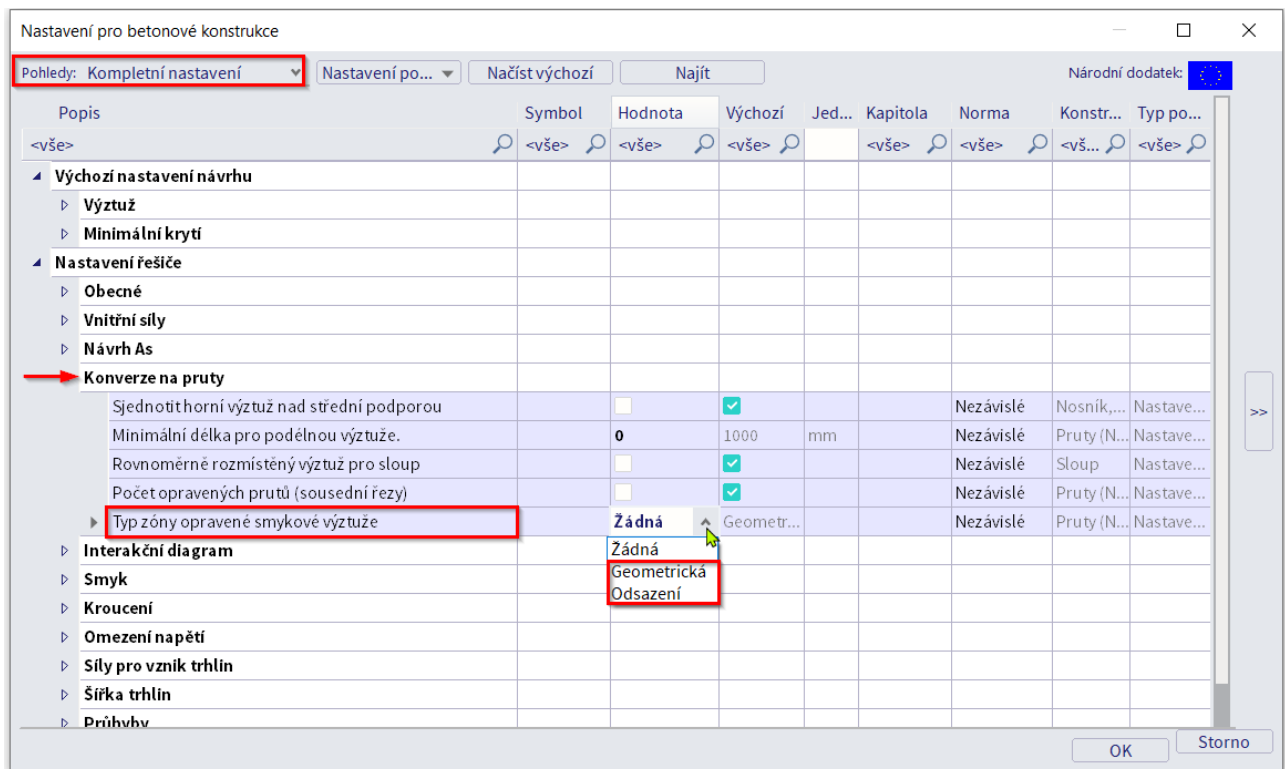 Nastavení pro betonové konstrukce
Pohledy: Kompletní nastavení Nastavení po... Načíst výchozí Najít Národní dodatek:
Popis Symbol Hodnota Výchozí Jed... Kapitola Norma Konstr... Typ po...
<vše> <vše> <vše> <vše> <vše> <vše> <vš... <vše>
Výchozí nastavení návrhu
Výztuž
Minimální krytí
Nastavení řešiče
Obecné
Vnitřní síly
Návrh As
Konverze na pruty
Sjednotit horní výztuž nad střední podporou Nezávislé Nosník,... Nastave...
Minimální délka pro podélnou výztuže. 0 1000 mm Nezávislé Pruty (N... Nastave...
Rovnoměrně rozmístěný výztuž pro sloup Nezávislé Sloup Nastave...
Počet opravených prutů (sousední řezy) Nezávislé Pruty (N... Nastave...
Typ zóny opravené smykové výztuže Žádná Geometr... Nezávislé Pruty (N... Nastave...
Interakční diagram Žádná
Geometrická
Smyk
Odsazení
Kroucení
Omezení napětí
Síly pro vznik trhlin
Šířka trhlin
Průhyby
>>
OK Storno